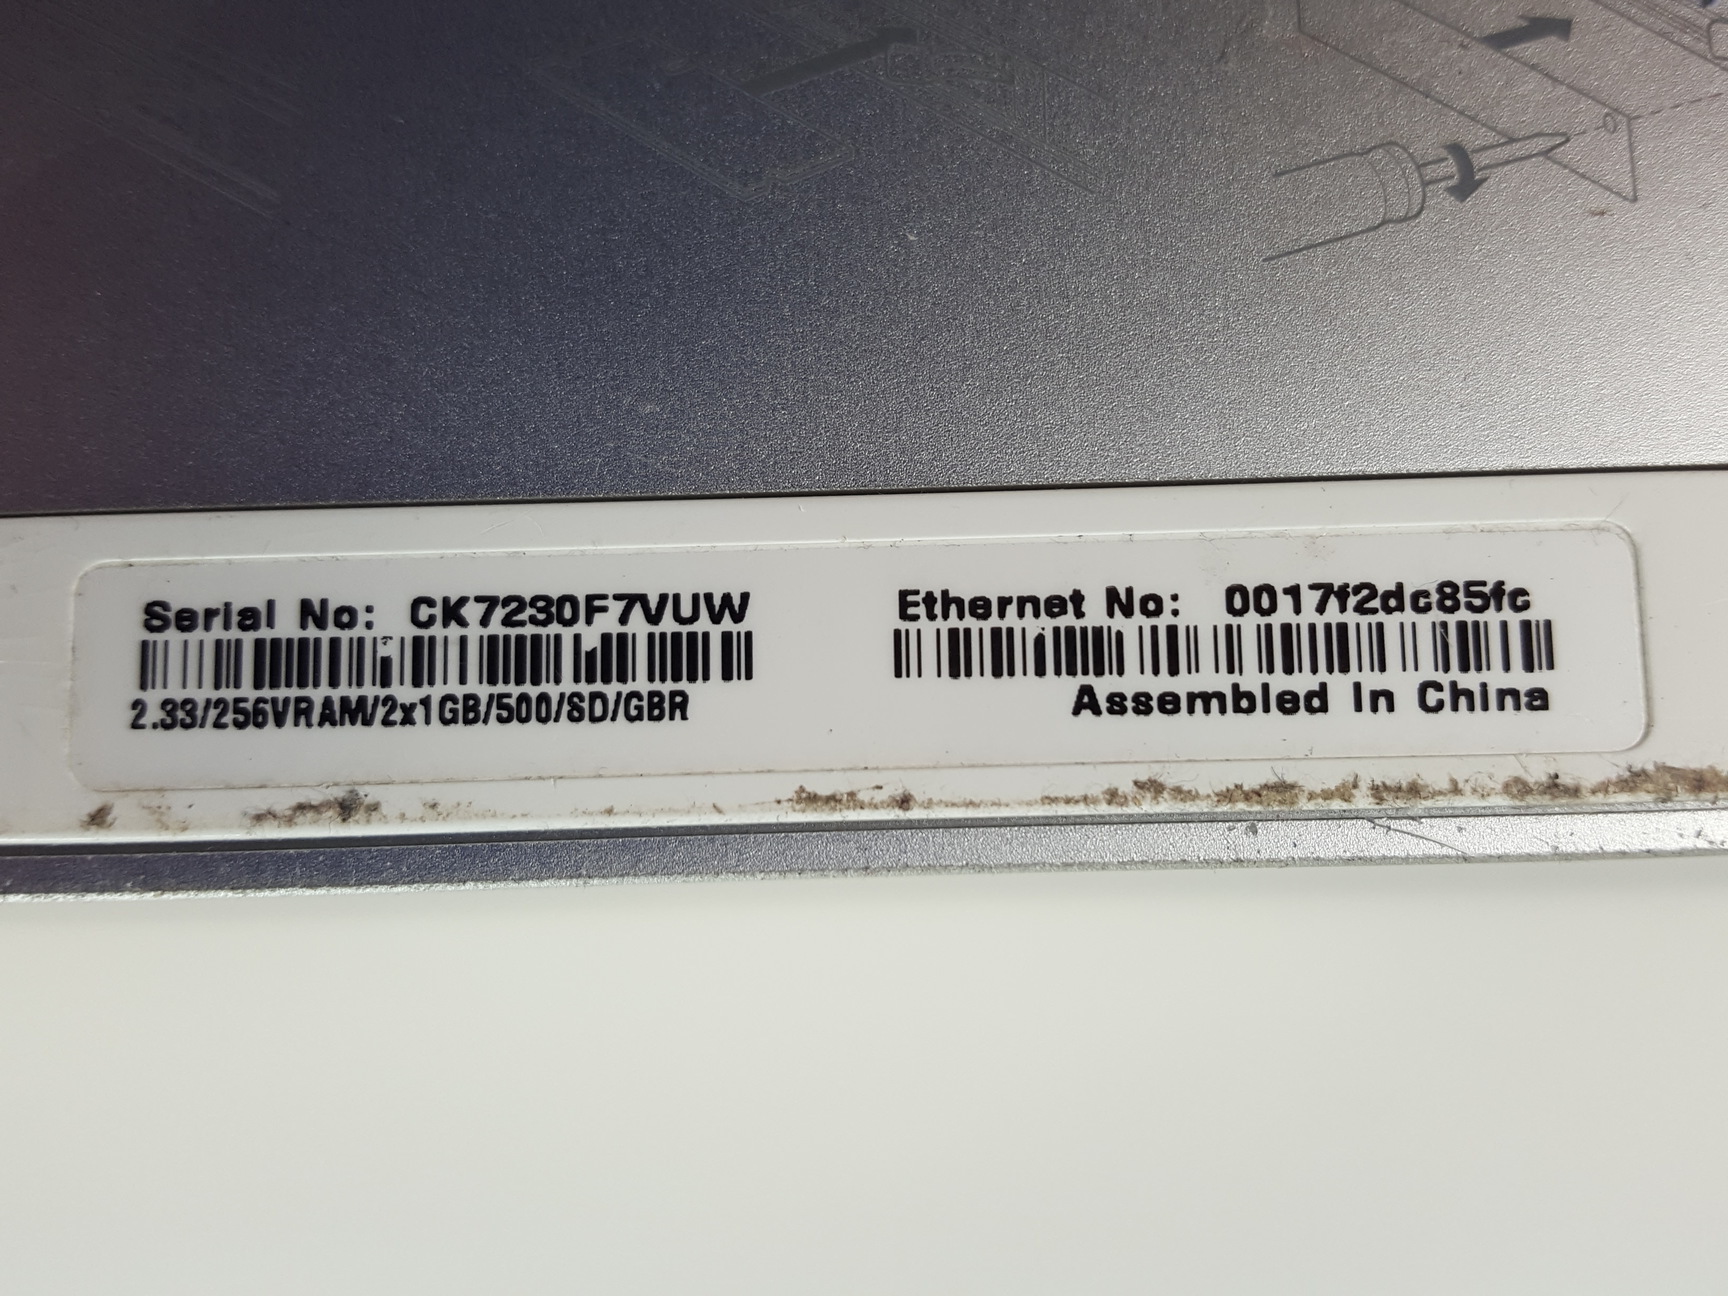 Serial No: CK7230F7VUW
2.33/256VRAM/2x1GB/500/SD/GBR
Ethernet No: 0017f2dc85fc
Assembled In China